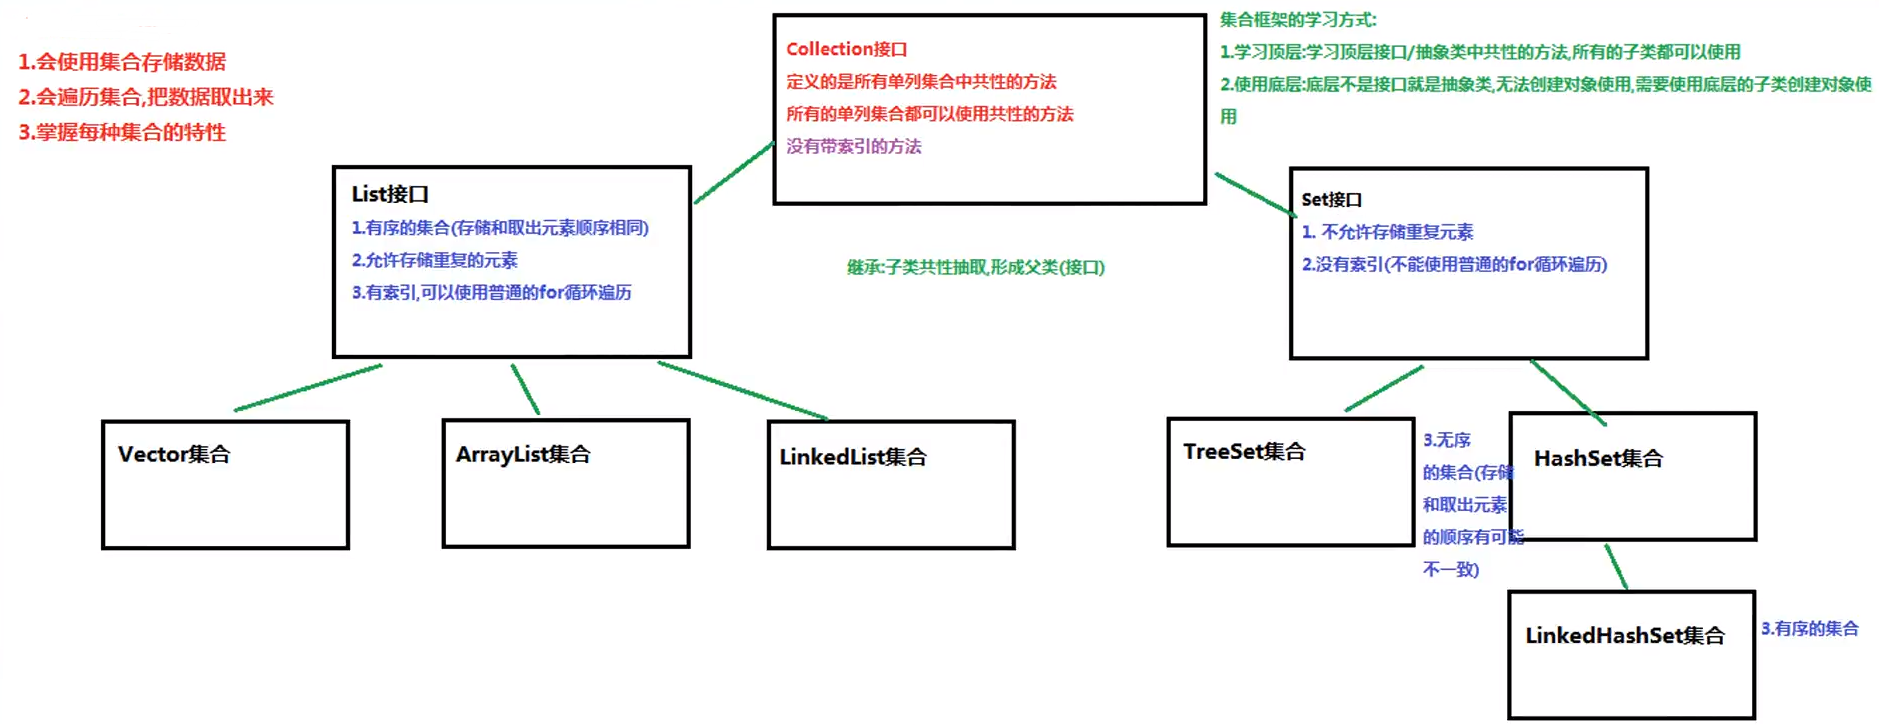 1.会使用集合存储数据
2.会遍历集合,把数据取出来
3.掌握每种集合的特性
Collection接口
定义的是所有单列集合中共性的方法
所有的单列集合都可以使用共性的方法
没有带索引的方法
集合框架的学习方式:
1.学习顶层:学习顶层接口/抽象类中共性的方法,所有的子类都可以使用
2.使用底层:底层不是接口就是抽象类,无法创建对象使用,需要使用底层的子类创建对象使
用
List接口
1.有序的集合(存储和取出元素顺序相同)
2.允许存储重复的元素
3.有索引,可以使用普通的for循环遍历
继承:子类共性抽取,形成父类(接口)
Set接口
1. 不允许存储重复元素
2.没有索引(不能使用普通的for循环遍历)
Vector集合
ArrayList集合
LinkedList集合
TreeSet集合
3.无序
的集合(存储
和取出元素
的顺序有可能
不一致)
HashSet集合
LinkedHashSet集合
3.有序的集合